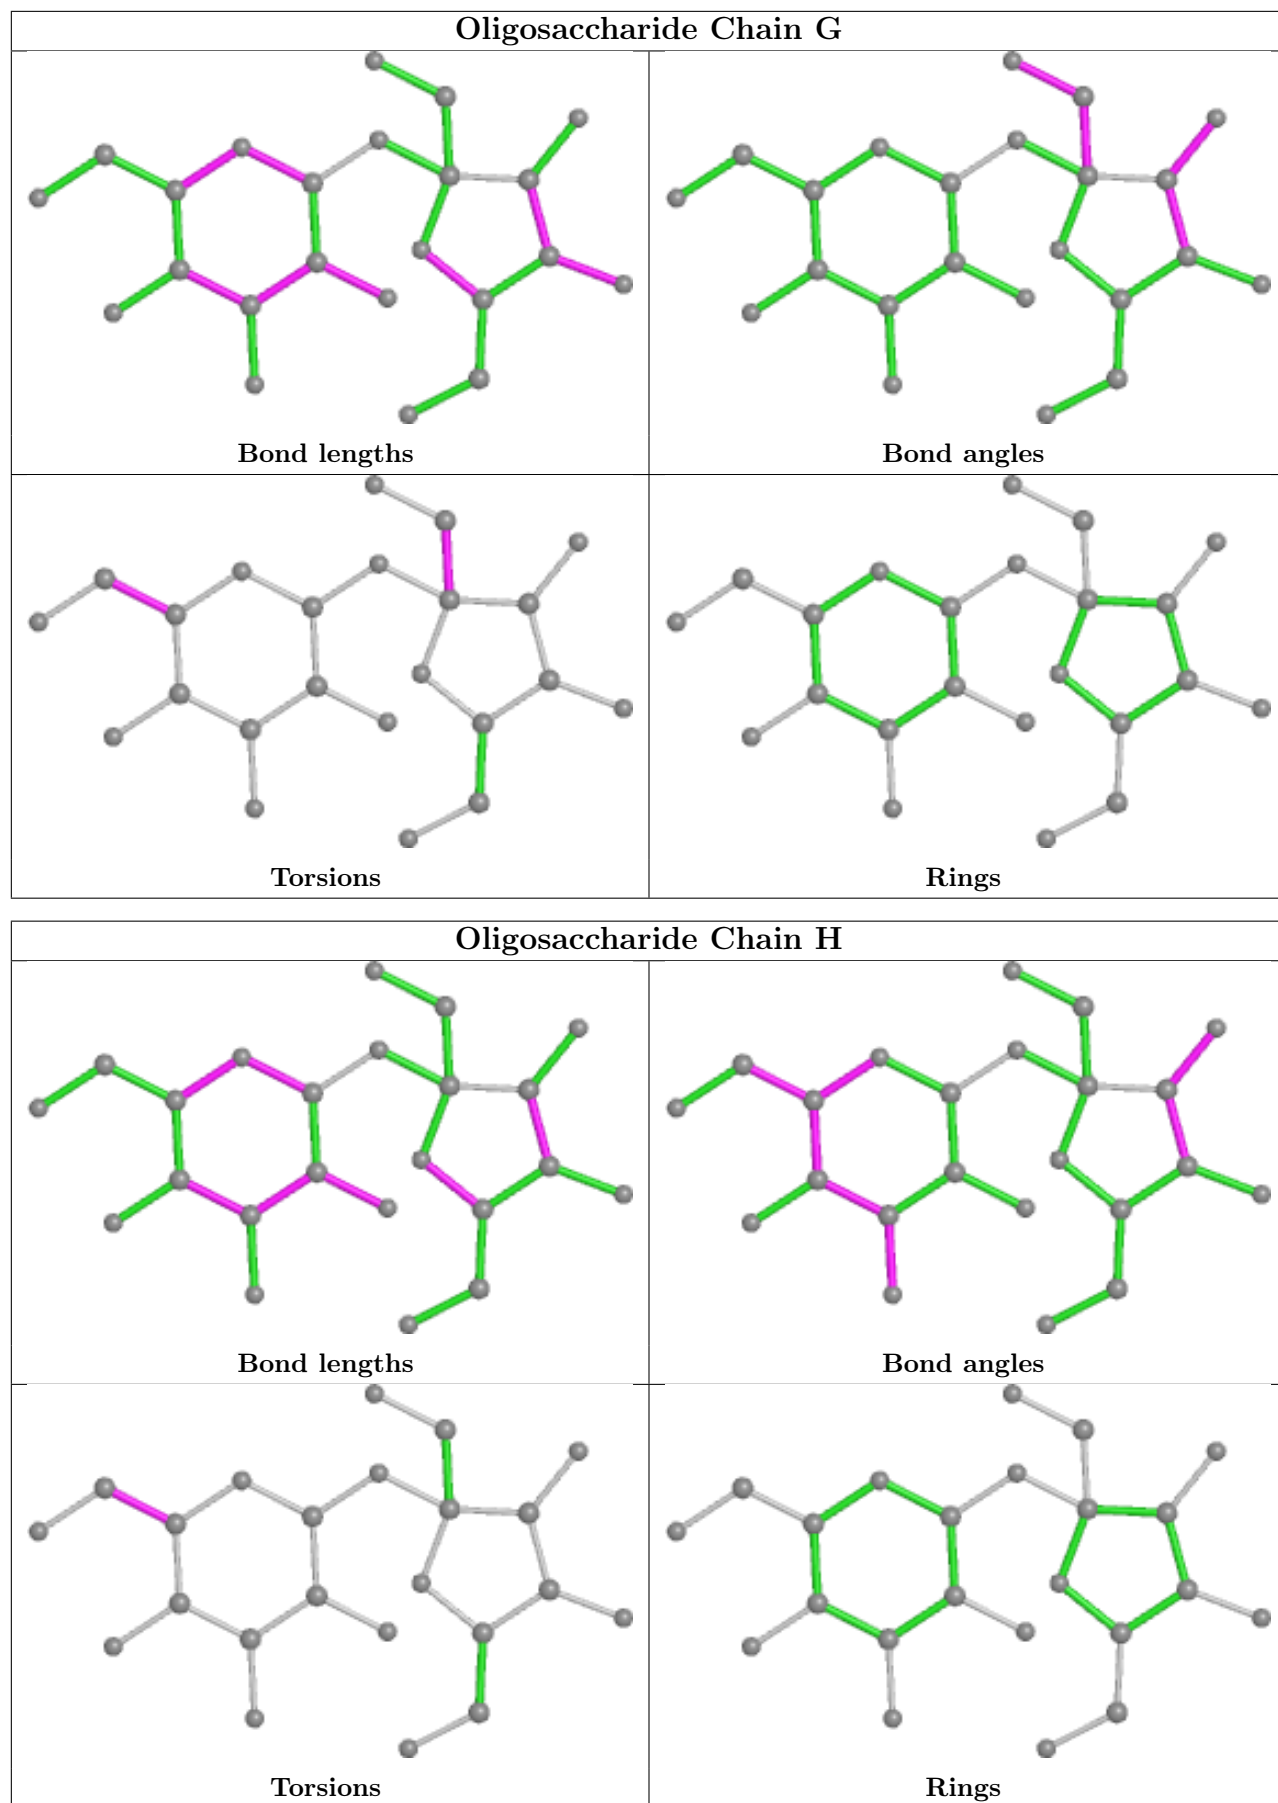 Oligosaccharide Chain G
Bond lengths
Bond angles
Torsions
Rings
Oligosaccharide Chain H
Bond lengths
Bond angles
Torsions
Rings